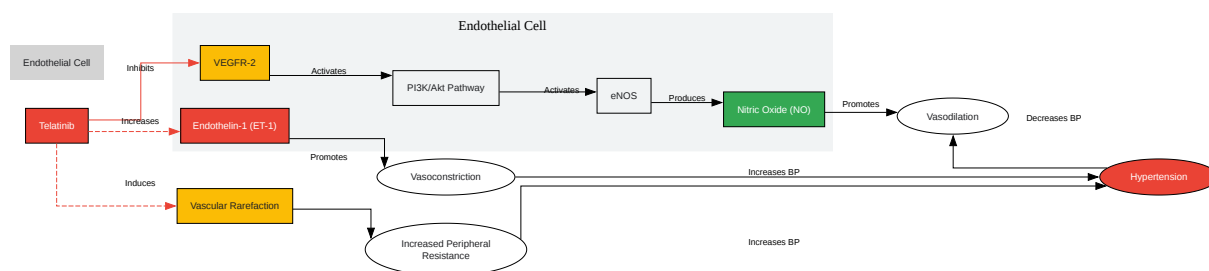 Endothelial Cell
Endothelial Cell
Inhibits
VEGFR-2
Activates
PI3K/Akt Pathway
Activates
eNOS
Produces
Nitric Oxide (NO)
Promotes
Vasodilation
Decreases BP
Telatinib
Increases
Endothelin-1 (ET-1)
Promotes
Vasoconstriction
Increases BP
Hypertension
Induces
Vascular Rarefaction
Increased Peripheral
Resistance
Increases BP